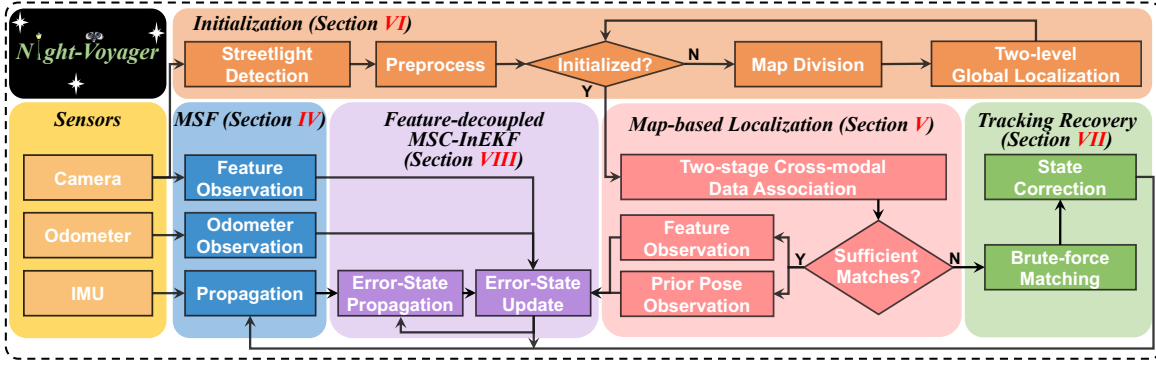 Night-Voyager
Initialization (Section VI)
Streetlight
Detection
Preprocess
Initialized?
N
Y
Map Division
Two-level
Global Localization
Sensors
Camera
Odometer
IMU
MSF (Section IV)
Feature
Observation
Odometer
Observation
Propagation
Feature-decoupled
MSC-InEKF
(Section VIII)
Error-State
Propagation
Error-State
Update
Map-based Localization (Section V)
Two-stage Cross-modal
Data Association
Feature
Observation
Prior Pose
Observation
Y
Sufficient
Matches?
N
Tracking Recovery
(Section VII)
State
Correction
Brute-force
Matching